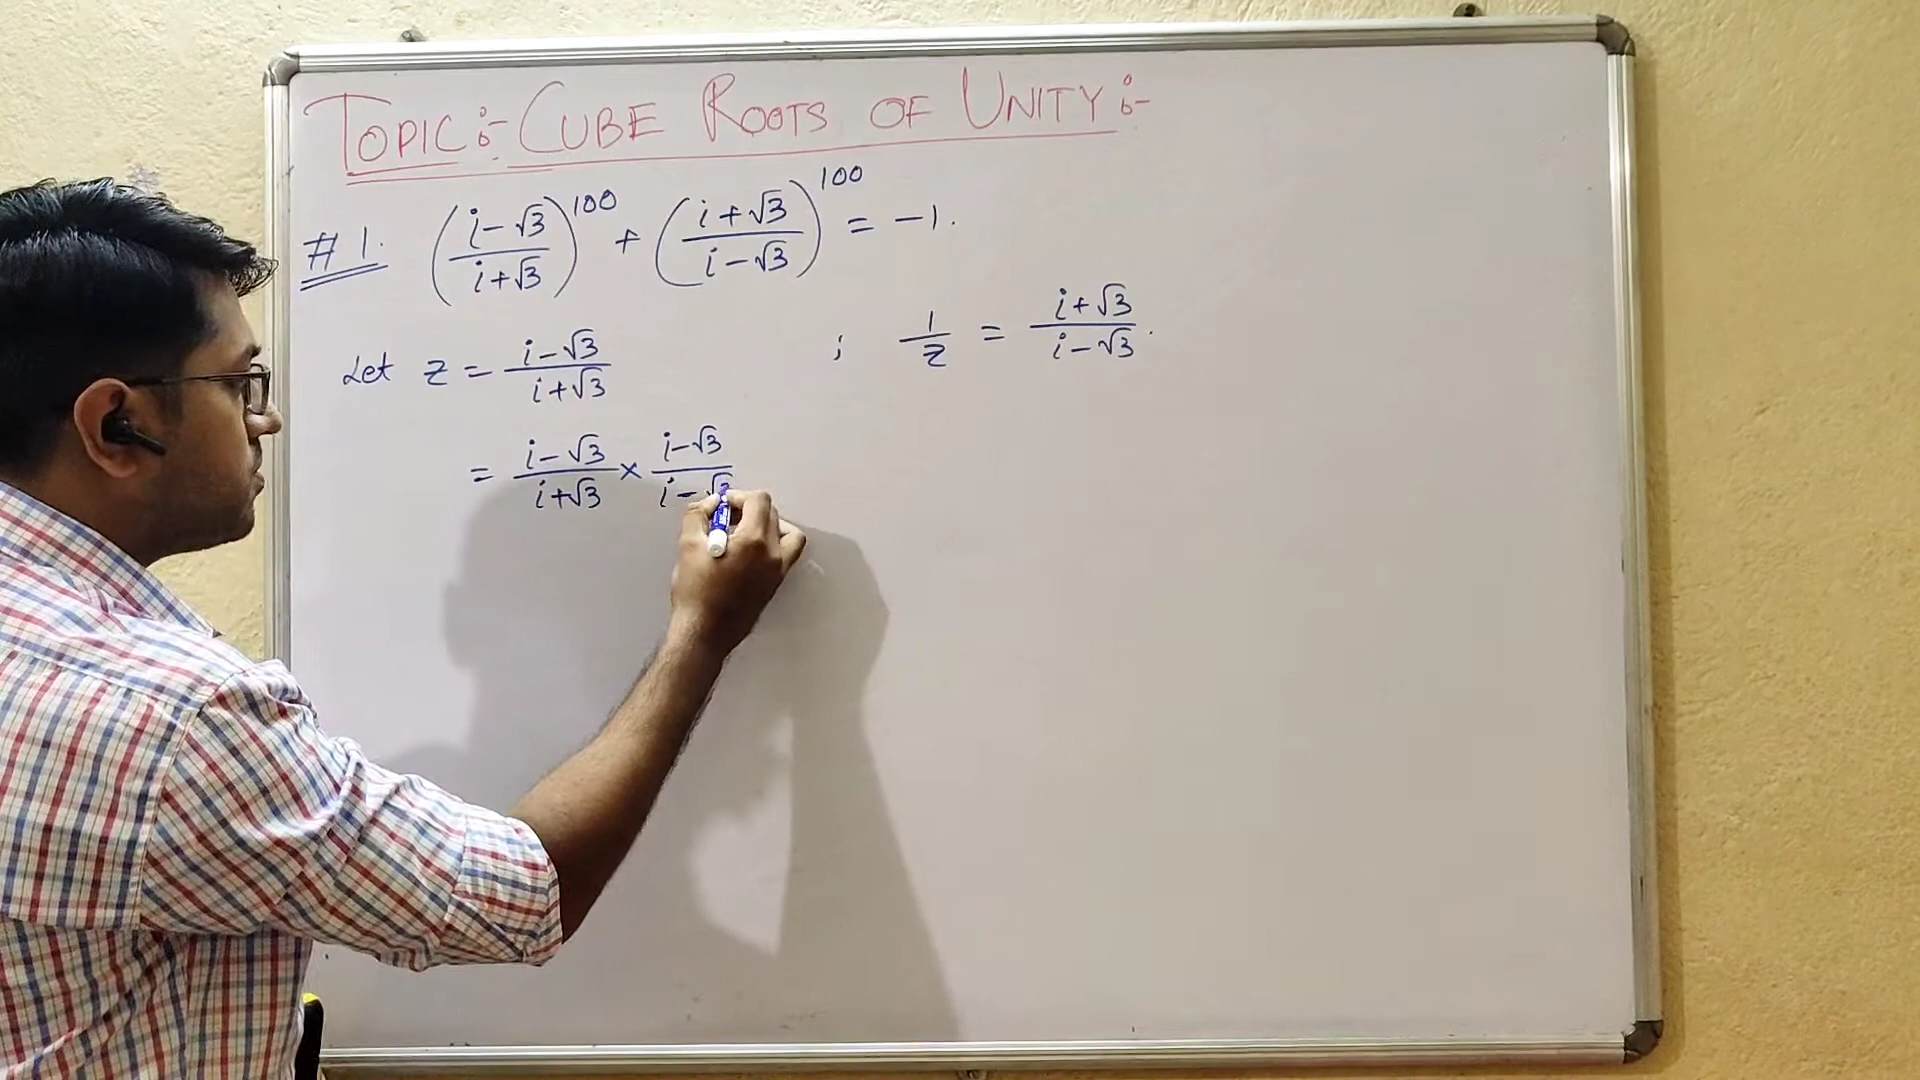 TOPIC:- CUBE ROOTS OF UNITY:-
# 1. ((i-√3)/(i+√3))^100 + ((i+√3)/(i-√3))^100 = -1.
Let z = (i-√3)/(i+√3) ; 1/z = (i+√3)/(i-√3).
= (i-√3)/(i+√3) × (i-√3)/(i-√3